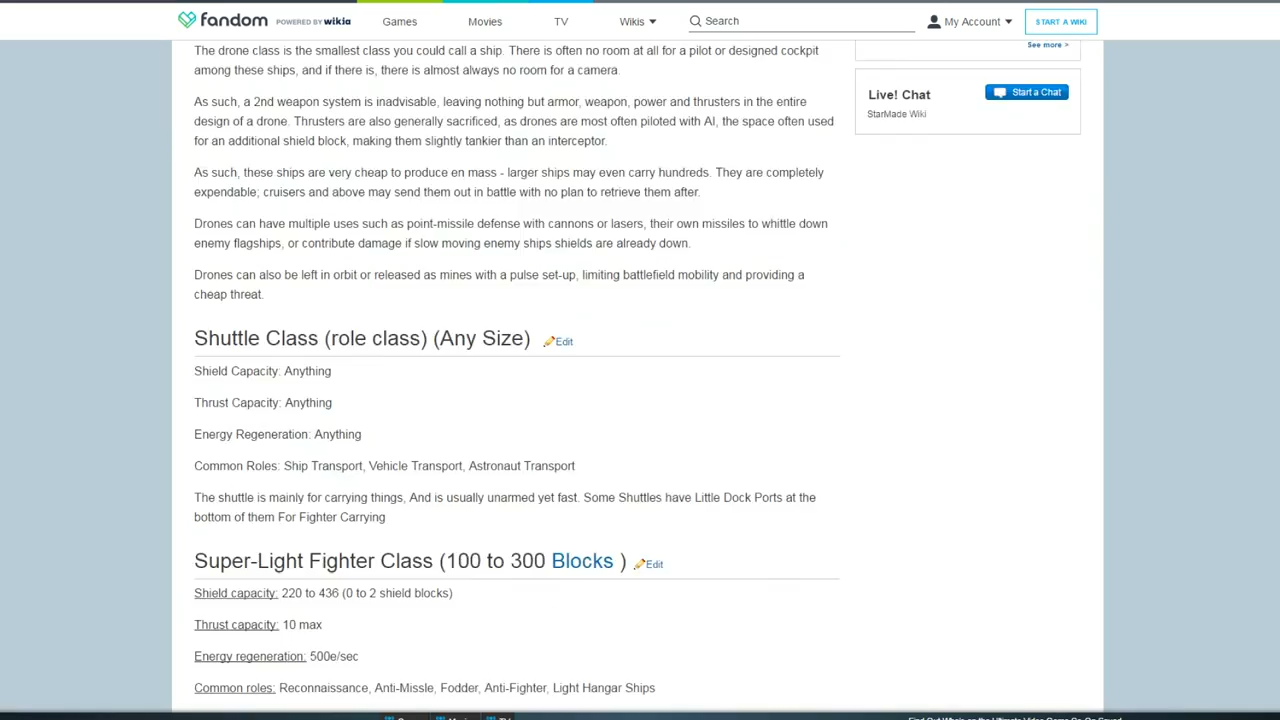 fandom POWERED BY wikia Games Movies TV Wikis Search My Account START A WIKI
See more >
Live! Chat Start a Chat
StarMade Wiki
The drone class is the smallest class you could call a ship. There is often no room at all for a pilot or designed cockpit
among these ships, and if there is, there is almost always no room for a camera.
As such, a 2nd weapon system is inadvisable, leaving nothing but armor, weapon, power and thrusters in the entire
design of a drone. Thrusters are also generally sacrificed, as drones are most often piloted with AI, the space often used
for an additional shield block, making them slightly tankier than an interceptor.
As such, these ships are very cheap to produce en mass - larger ships may even carry hundreds. They are completely
expendable; cruisers and above may send them out in battle with no plan to retrieve them after.
Drones can have multiple uses such as point-missile defense with cannons or lasers, their own missiles to whittle down
enemy flagships, or contribute damage if slow moving enemy ships shields are already down.
Drones can also be left in orbit or released as mines with a pulse set-up, limiting battlefield mobility and providing a
cheap threat.
Shuttle Class (role class) (Any Size) Edit
Shield Capacity: Anything
Thrust Capacity: Anything
Energy Regeneration: Anything
Common Roles: Ship Transport, Vehicle Transport, Astronaut Transport
The shuttle is mainly for carrying things, And is usually unarmed yet fast. Some Shuttles have Little Dock Ports at the
bottom of them For Fighter Carrying
Super-Light Fighter Class (100 to 300 Blocks ) Edit
Shield capacity: 220 to 436 (0 to 2 shield blocks)
Thrust capacity: 10 max
Energy regeneration: 500e/sec
Common roles: Reconnaissance, Anti-Missle, Fodder, Anti-Fighter, Light Hangar Ships